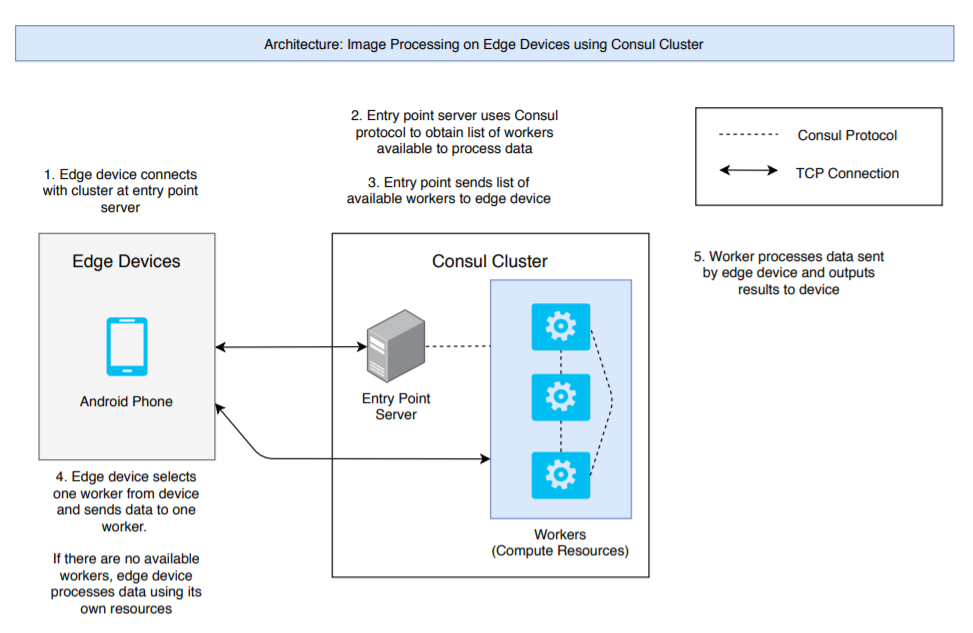 Architecture: Image Processing on Edge Devices using Consul Cluster
2. Entry point server uses Consul
protocol to obtain list of workers
available to process data
3. Entry point sends list of
available workers to edge device
Consul Protocol
TCP Connection
1. Edge device connects
with cluster at entry point
server
Edge Devices
Android Phone
Consul Cluster
Entry Point
Server
Workers
(Compute Resources)
5. Worker processes data sent
by edge device and outputs
results to device
4. Edge device selects
one worker from device
and sends data to one
worker.
If there are no available
workers, edge device
processes data using its
own resources